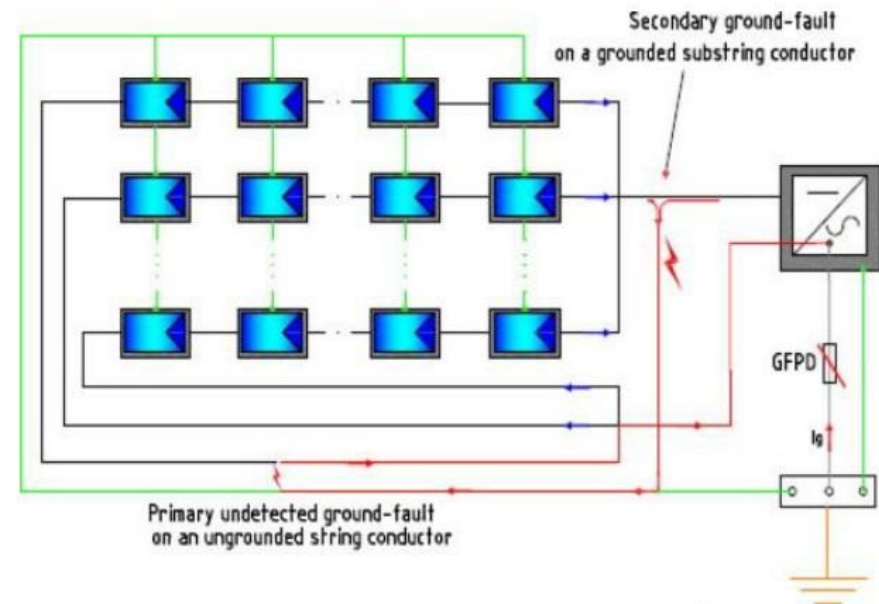 Secondary ground-fault
on a grounded substring conductor
GFPD
Ig
Primary undetected ground-fault
on an ungrounded string conductor